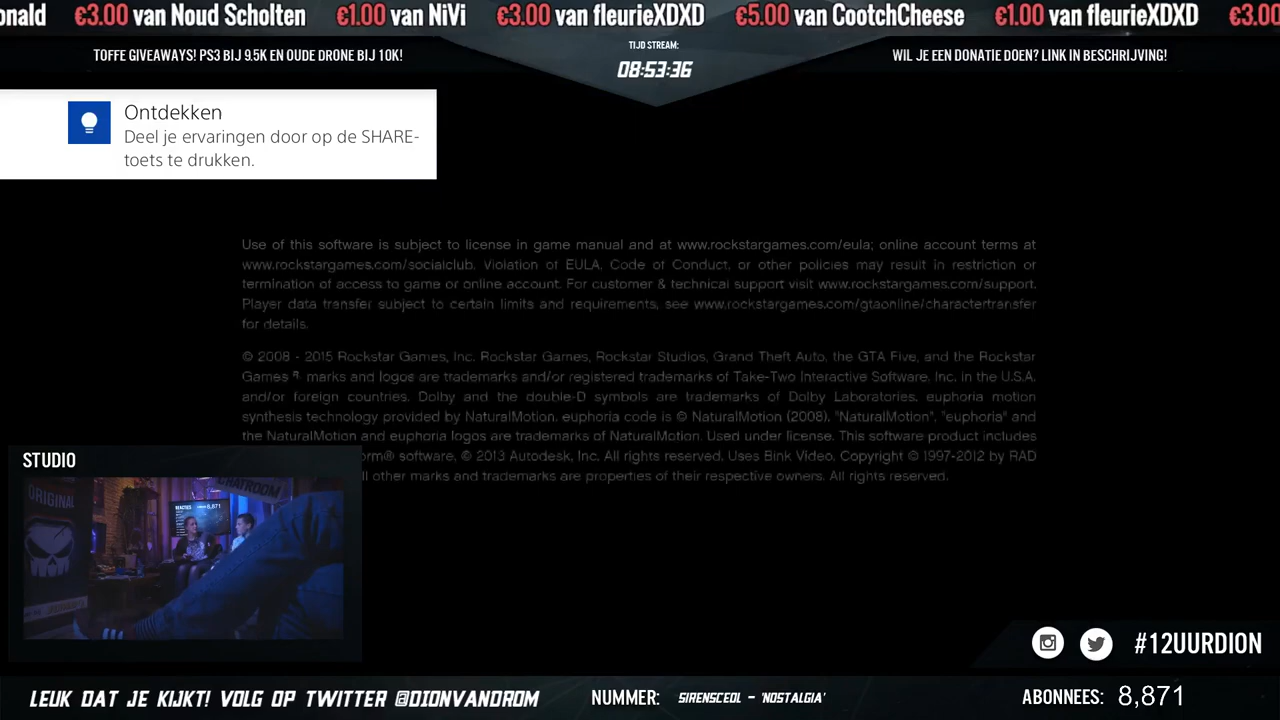 onald €3.00 van Noud Scholten €1.00 van NiVi €3.00 van fleurieXDXD €5.00 van CootchCheese €1.00 van fleurieXDXD €3.00
TOFFE GIVEAWAYS! PS3 BIJ 9.5K EN OUDE DRONE BIJ 10K!
TIJD STREAM:
08:53:36
WIL JE EEN DONATIE DOEN? LINK IN BESCHRIJVING!
Ontdekken
Deel je ervaringen door op de SHARE-
toets te drukken.
Use of this software is subject to license in game manual and at www.rockstargames.com/eula; online account terms at
www.rockstargames.com/socialclub. Violation of EULA, Code of Conduct, or other policies may result in restriction or
termination of access to game or online account. For customer & technical support visit www.rockstargames.com/support.
Player data transfer subject to certain limits and requirements, see www.rockstargames.com/gtaonline/charactertransfer
for details.
© 2008 - 2015 Rockstar Games, Inc. Rockstar Games, Rockstar Studios, Grand Theft Auto, the GTA Five, and the Rockstar
Games R* marks and logos are trademarks and/or registered trademarks of Take-Two Interactive Software, Inc. in the U.S.A.
and/or foreign countries. Dolby and the double-D symbols are trademarks of Dolby Laboratories. euphoria motion
synthesis technology provided by NaturalMotion. euphoria code is © NaturalMotion (2008). "NaturalMotion", "euphoria" and
the NaturalMotion and euphoria logos are trademarks of NaturalMotion. Used under license. This software product includes
orm® software, © 2013 Autodesk, Inc. All rights reserved. Uses Bink Video. Copyright © 1997-2012 by RAD
ll other marks and trademarks are properties of their respective owners. All rights reserved.
STUDIO
ORIGINAL
CHATROOM
REACTIES
8,871
#12UURDION
LEUK DAT JE KIJKT! VOLG OP TWITTER @DIONVANDROM
NUMMER: SIRENSCEOL - 'NOSTALGIA'
ABONNEES: 8,871